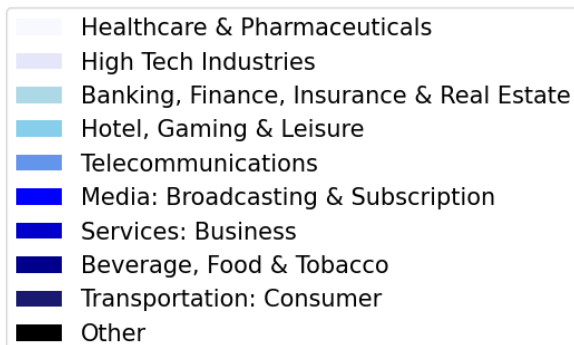 Healthcare & Pharmaceuticals
High Tech Industries
Banking, Finance, Insurance & Real Estate
Hotel, Gaming & Leisure
Telecommunications
Media: Broadcasting & Subscription
Services: Business
Beverage, Food & Tobacco
Transportation: Consumer
Other